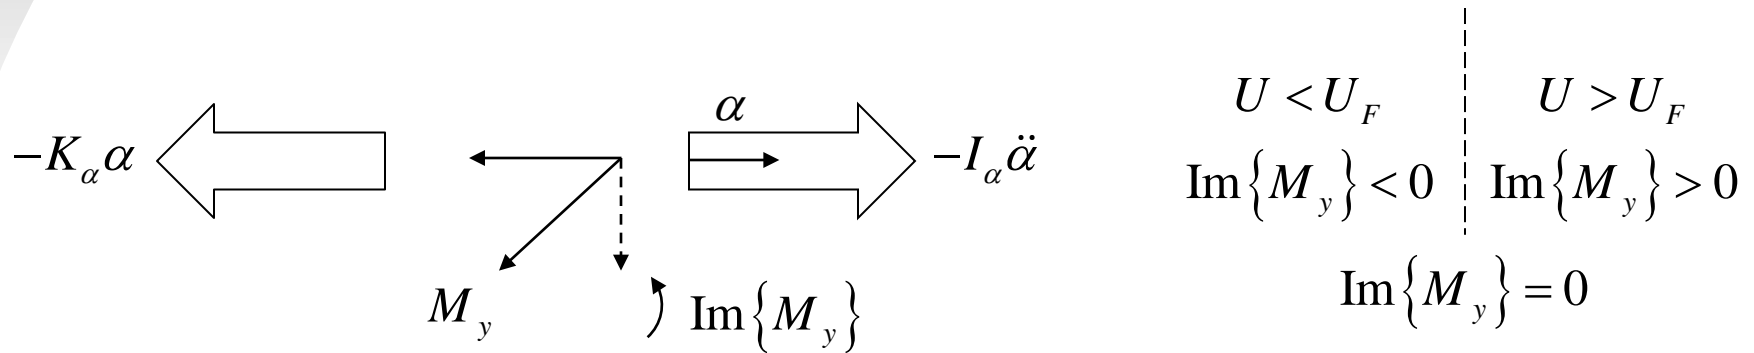 −K_α α
α
−I_α α̈
M_y
Im{M_y}
U < U_F
U > U_F
Im{M_y} < 0
Im{M_y} > 0
Im{M_y} = 0